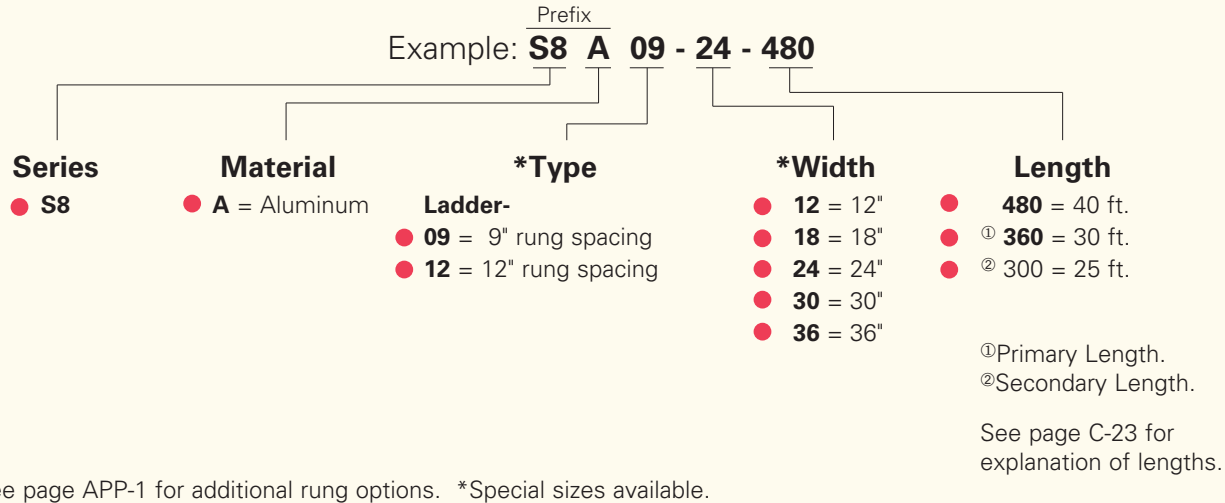 Prefix
Example: S8 A 09 - 24 - 480
Series
S8
Material
A = Aluminum
*Type
Ladder-
09 = 9" rung spacing
12 = 12" rung spacing
*Width
12 = 12"
18 = 18"
24 = 24"
30 = 30"
36 = 36"
Length
480 = 40 ft.
① 360 = 30 ft.
② 300 = 25 ft.
①Primary Length.
②Secondary Length.
See page C-23 for
explanation of lengths.
page APP-1 for additional rung options. *Special sizes available.